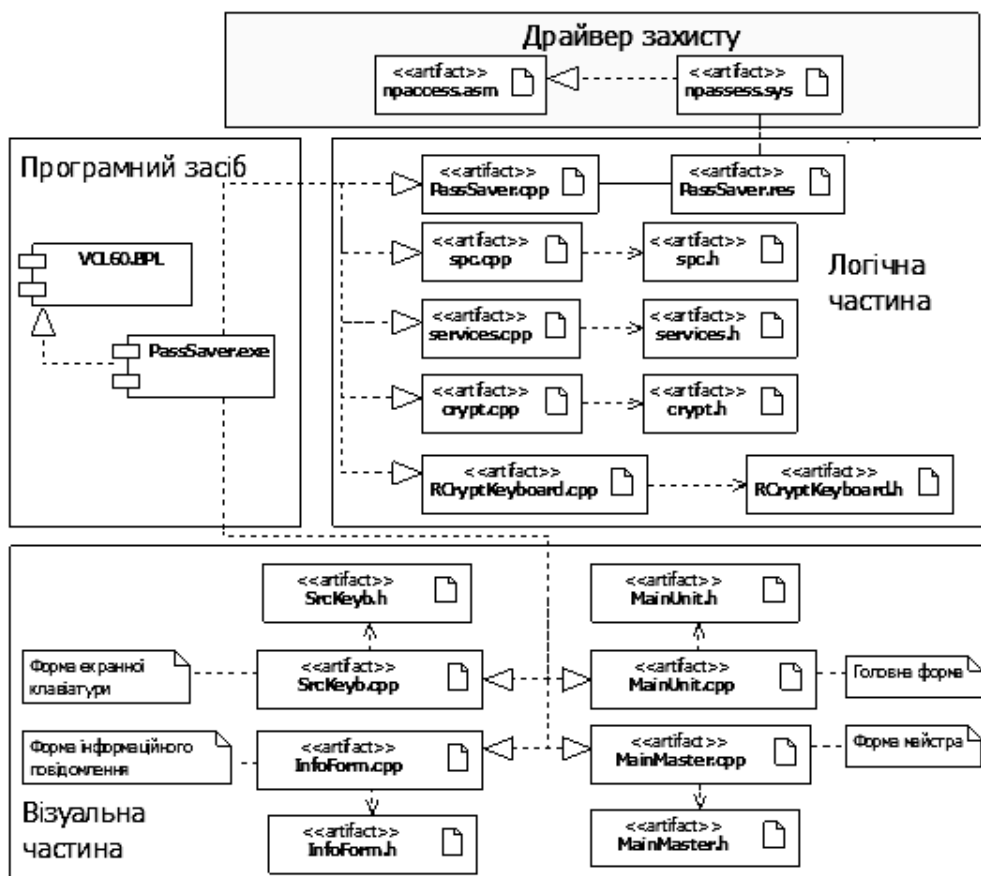 Драйвер захисту
<<artifact>>
npaccess.asm
<<artifact>>
npassess.sys
Програмний засіб
VCL60.BPL
PassSaver.exe
<<artifact>>
PassSaver.cpp
<<artifact>>
PassSaver.res
<<artifact>>
spc.cpp
<<artifact>>
spc.h
Логічна
частина
<<artifact>>
services.cpp
<<artifact>>
services.h
<<artifact>>
crypt.cpp
<<artifact>>
crypt.h
<<artifact>>
RCryptKeyboard.cpp
<<artifact>>
RCryptKeyboard.h
<<artifact>>
SrcKeyb.h
<<artifact>>
MainUnit.h
Форма екранної
клавіатури
<<artifact>>
SrcKeyb.cpp
<<artifact>>
MainUnit.cpp
Головна форма
Форма інформаційного
повідомлення
<<artifact>>
InfoForm.cpp
<<artifact>>
MainMaster.cpp
Форма майстра
Візуальна
частина
<<artifact>>
InfoForm.h
<<artifact>>
MainMaster.h